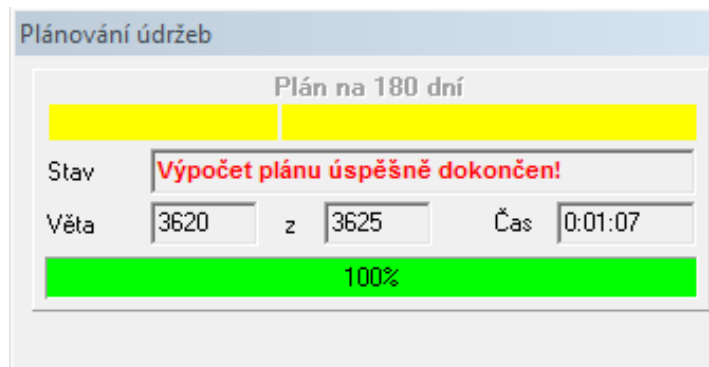 Plánování údržeb
Plán na 180 dní
Stav Výpočet plánu úspěšně dokončen!
Věta 3620 z 3625 Čas 0:01:07
100%